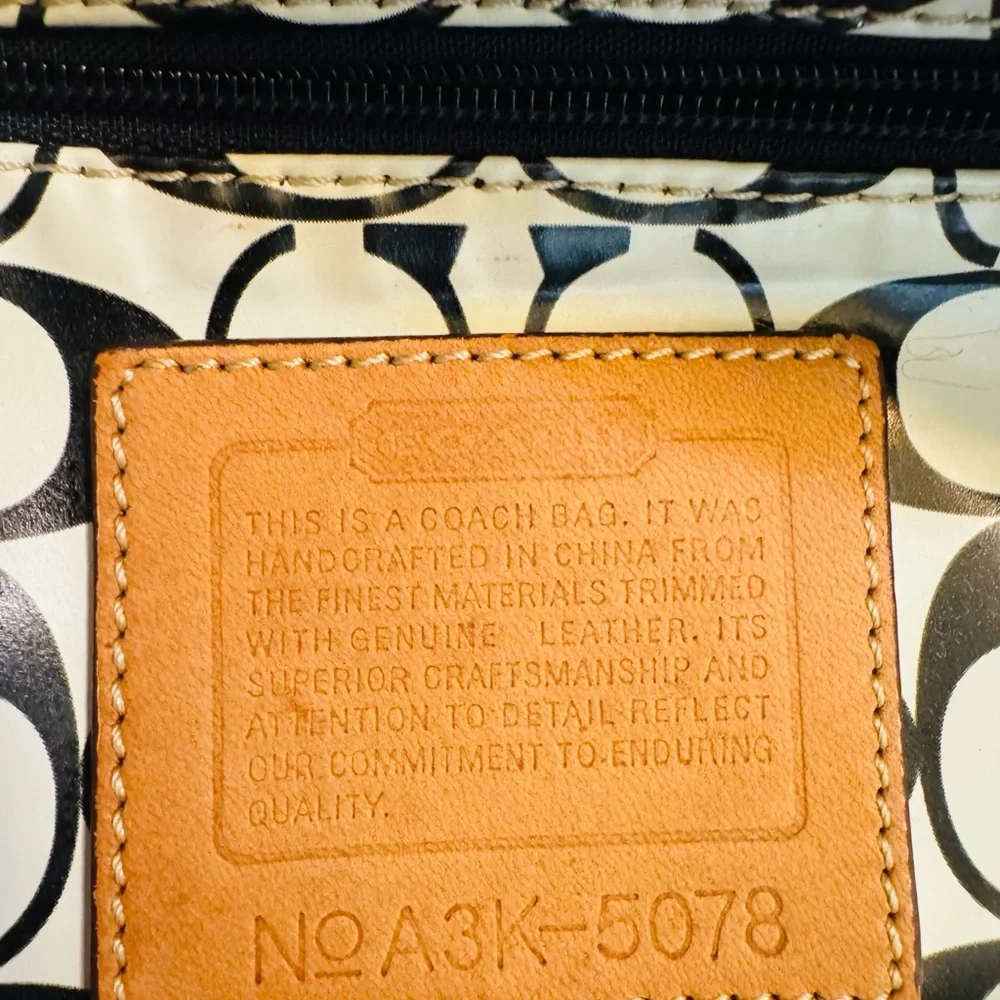 THIS IS A COACH BAG. IT WAS
HANDCRAFTED IN CHINA FROM
THE FINEST MATERIALS TRIMMED
WITH GENUINE LEATHER. ITS
SUPERIOR CRAFTSMANSHIP AND
ATTENTION TO DETAIL REFLECT
OUR COMMITMENT TO ENDURING
QUALITY.
No A3K-5078